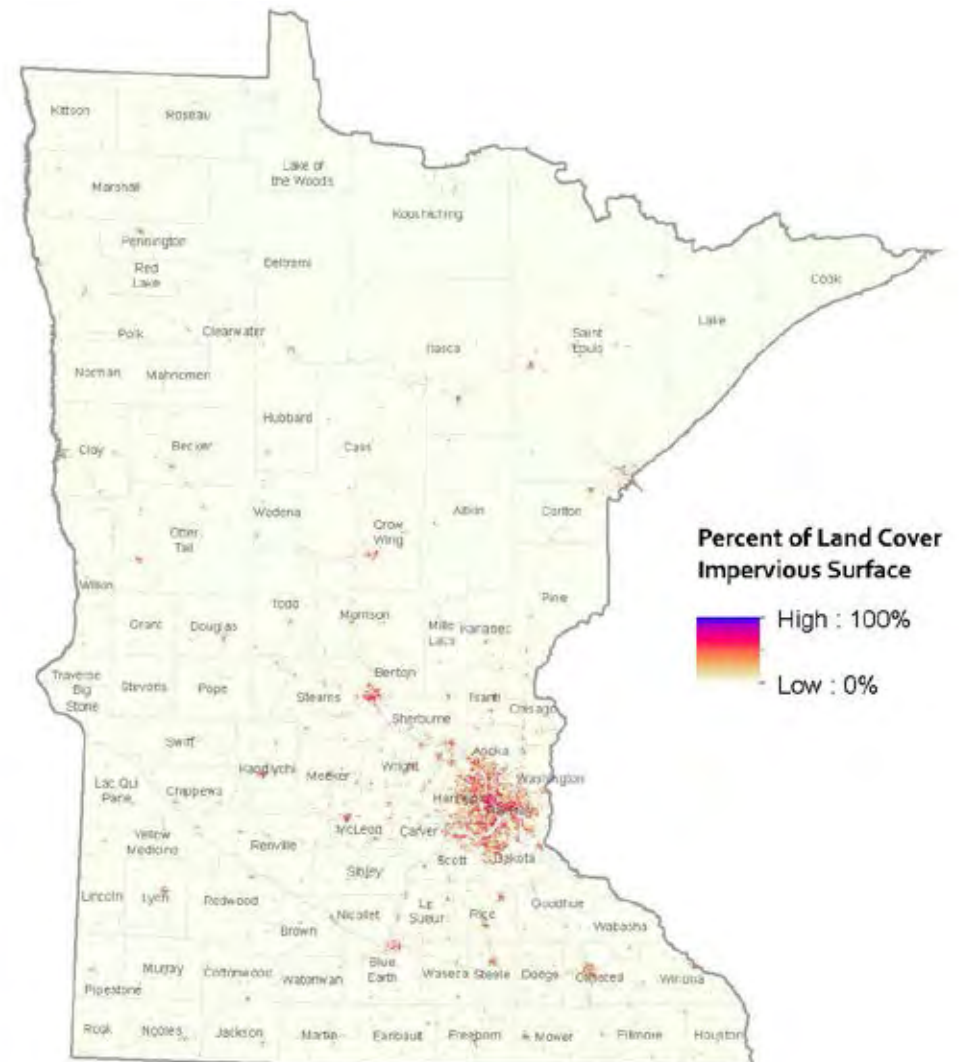 Kittson
Roseau
Lake of
the Woods
Marshall
Koochiching
Pennington
Red
Lake
Beltrami
Cook
Polk
Clearwater
Itasca
Saint
Louis
Lake
Norman
Mahnomen
Hubbard
Cass
Clay
Becker
Wadena
Aitkin
Carlton
Otter
Tail
Crow
Wing
Wilkin
Percent of Land Cover
Impervious Surface
High : 100%
Low : 0%
Pine
Todd
Morrison
Grant
Douglas
Mille
Lacs
Kanabec
Traverse
Big
Stone
Stevens
Pope
Benton
Stearns
Isanti
Chisago
Sherburne
Swift
Anoka
Kandiyohi
Meeker
Wright
Washington
Lac Qui
Parle
Chippewa
Hennepin
McLeod
Carver
Yellow
Medicine
Renville
Scott
Dakota
Sibley
Lincoln
Lyon
Redwood
Nicollet
Le
Sueur
Rice
Goodhue
Wabasha
Brown
Murray
Cottonwood
Watonwan
Blue
Earth
Waseca
Steele
Dodge
Olmsted
Winona
Pipestone
Rock
Nobles
Jackson
Martin
Faribault
Freeborn
Mower
Fillmore
Houston